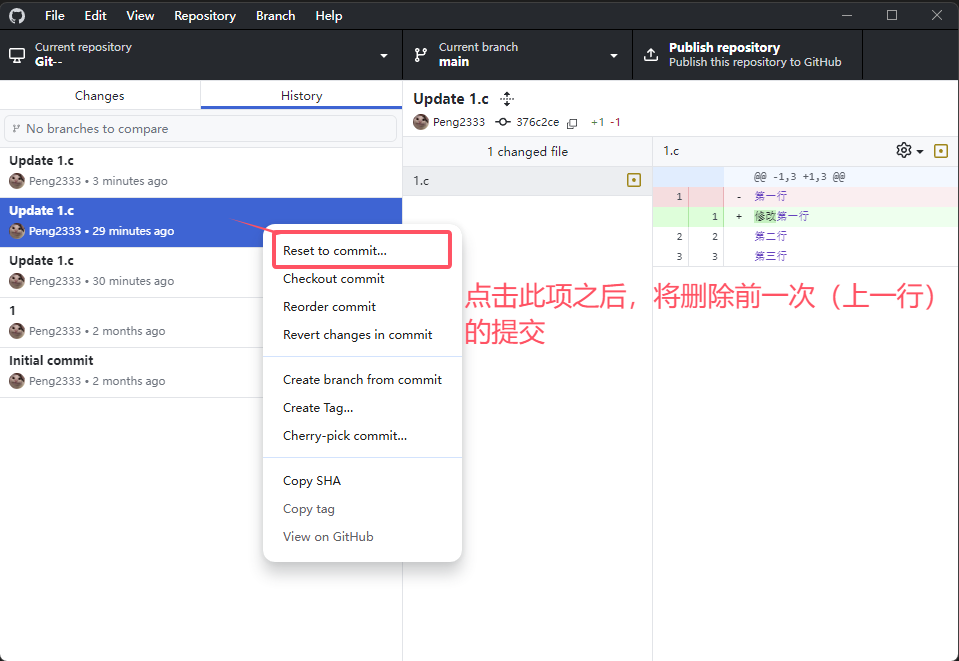 File Edit View Repository Branch Help
Current repository
Git--
Current branch
main
Publish repository
Publish this repository to GitHub
Changes
History
No branches to compare
Update 1.c
Peng2333 • 3 minutes ago
Update 1.c
Peng2333 • 29 minutes ago
Update 1.c
Peng2333 • 30 minutes ago
1
Peng2333 • 2 months ago
Initial commit
Peng2333 • 2 months ago
Reset to commit...
Checkout commit
Reorder commit
Revert changes in commit
Create branch from commit
Create Tag...
Cherry-pick commit...
Copy SHA
Copy tag
View on GitHub
Update 1.c
Peng2333 376c2ce +1 -1
1 changed file
1.c
1.c
@@ -1,3 +1,3 @@
1 - 第一行
1 + 修改第一行
2 2 第二行
3 3 第三行
点击此项之后，将删除前一次（上一行）
的提交